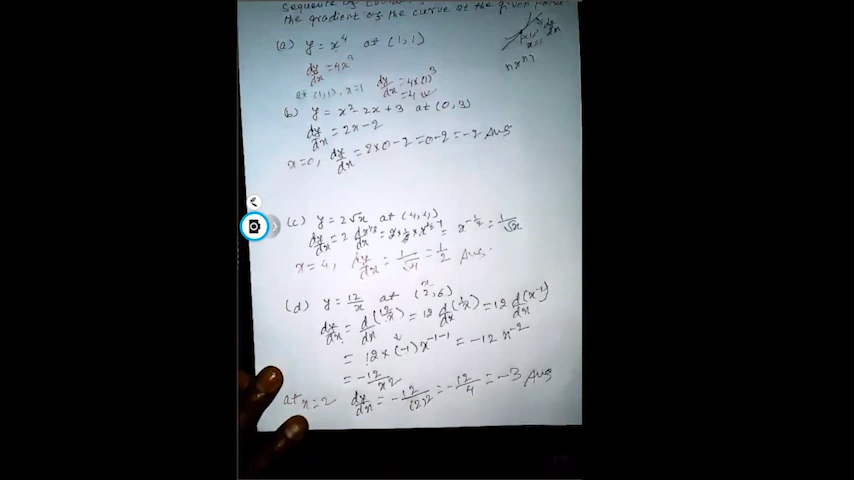 the gradient of the curve at the given point
(a) y = x⁴ at (1, 1)
dy/dx = 4x³
at (1,1), x=1 dy/dx = 4×(1)³
= 4
(b) y = x² - 2x + 3 at (0, 3)
dy/dx = 2x - 2
x = 0, dy/dx = 2×0 - 2 = 0 - 2 = -2 Ans
(c) y = 2√x at (4, 4)
dy/dx = 2 dx^1/2/dx = 2×1/2×x^1/2-1 = x^-1/2 = 1/√x
x = 4, dy/dx = 1/√4 = 1/2 Ans.
(d) y = 12/x at (2, 6)
dy/dx = d/dx (12/x) = 12 d/dx (1/x) = 12 d/dx (x^-1)
= 12×(-1) x^-1-1 = -12 x^-2
= -12/x²
at x = 2 dy/dx = -12/(2)² = -12/4 = -3 Ans